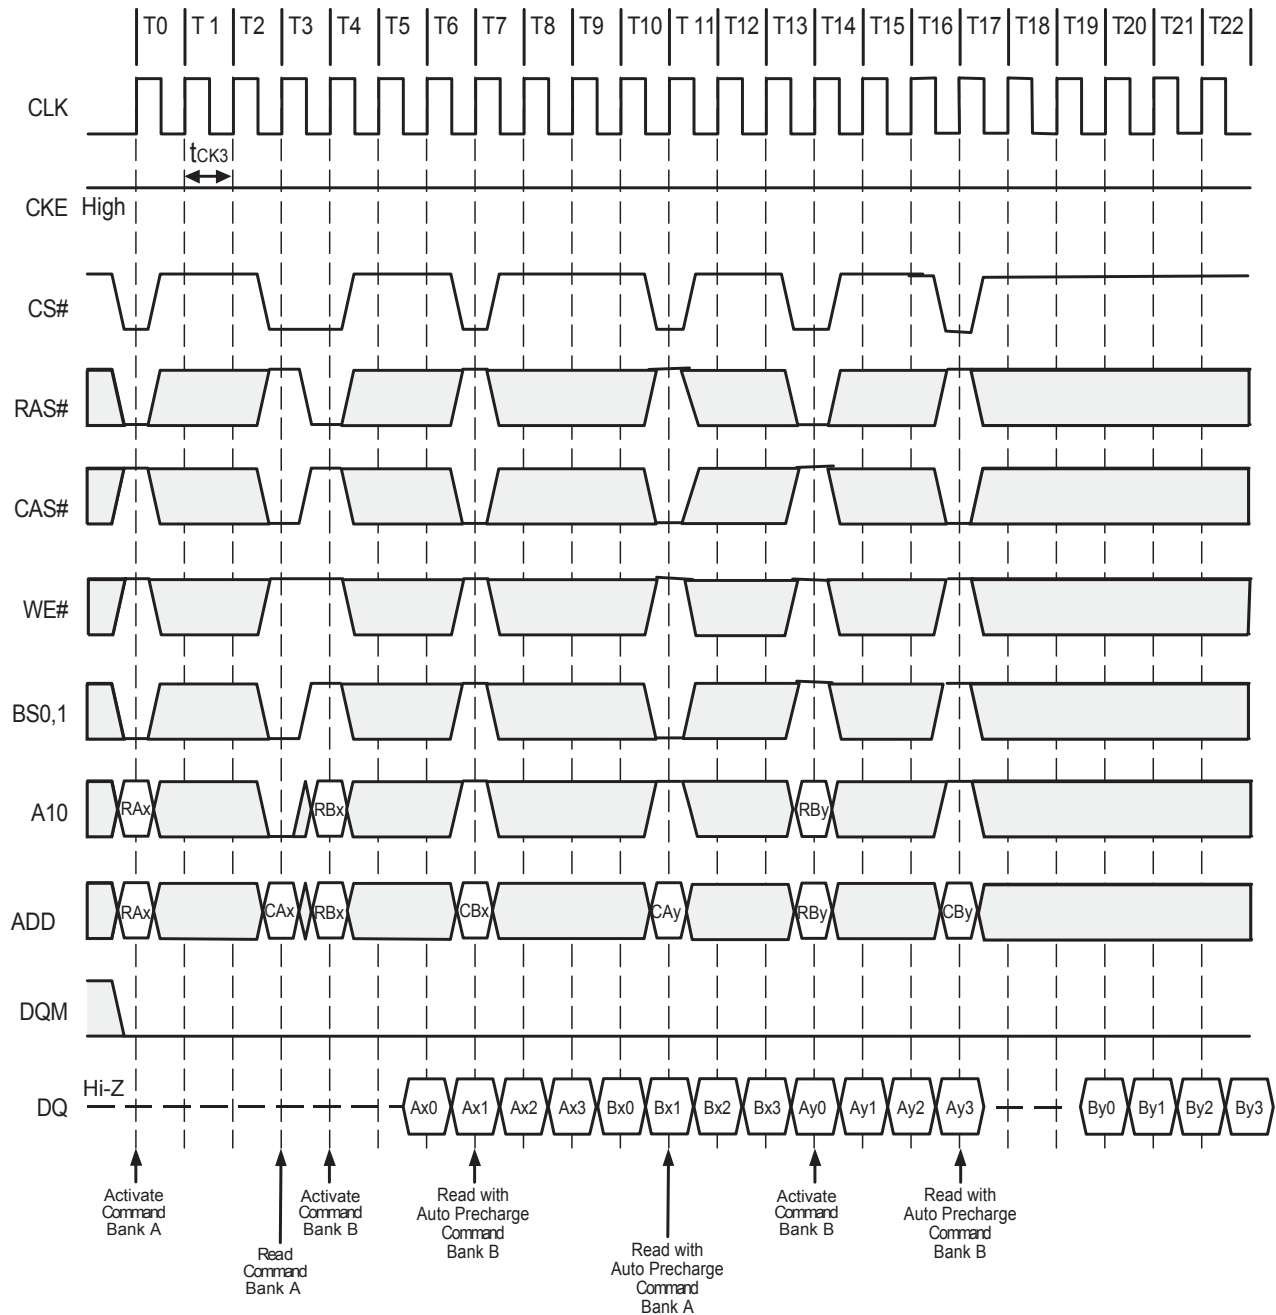 T0 T 1 T2 T3 T4 T5 T6 T7 T8 T9 T10 T 11 T12 T13 T14 T15 T16 T17 T18 T19 T20 T21 T22
CLK
tCK3
CKE High
CS#
RAS#
CAS#
WE#
BS0,1
A10 RAx RBx RBy
ADD RAx CAx RBx CBx CAy RBy CBy
DQM
Hi-Z
DQ Ax0 Ax1 Ax2 Ax3 Bx0 Bx1 Bx2 Bx3 Ay0 Ay1 Ay2 Ay3 By0 By1 By2 By3
Activate
Command
Bank A
Read
Command
Bank A
Activate
Command
Bank B
Read with
Auto Precharge
Command
Bank B
Read with
Auto Precharge
Command
Bank A
Activate
Command
Bank B
Read with
Auto Precharge
Command
Bank B